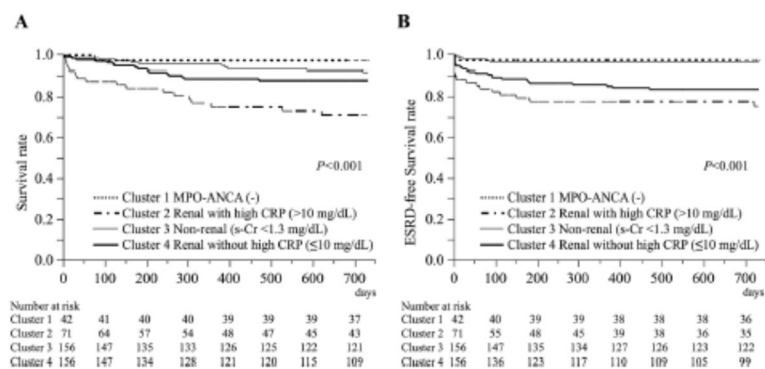 A
B
1.0
0.8
0.6
0.4
0.2
0.0
Survival rate
P<0.001
Cluster 1 MPO-ANCA (-)
Cluster 2 Renal with high CRP (>10 mg/dL)
Cluster 3 Non-renal (s-Cr <1.3 mg/dL)
Cluster 4 Renal without high CRP (≤10 mg/dL)
0 100 200 300 400 500 600 700
days
Number at risk
Cluster 1 42 41 40 40 39 39 39 37
Cluster 2 71 64 57 54 48 47 45 43
Cluster 3 156 147 135 133 126 125 122 121
Cluster 4 156 147 134 128 121 120 115 109
1.0
0.8
0.6
0.4
0.2
0.0
ESRD-free Survival rate
P<0.001
Cluster 1 MPO-ANCA (-)
Cluster 2 Renal with high CRP (>10 mg/dL)
Cluster 3 Non-renal (s-Cr <1.3 mg/dL)
Cluster 4 Renal without high CRP (≤10 mg/dL)
0 100 200 300 400 500 600 700
days
Number at risk
Cluster 1 42 40 39 39 38 38 38 36
Cluster 2 71 55 48 45 39 38 36 35
Cluster 3 156 147 135 134 127 126 123 122
Cluster 4 156 136 123 117 110 109 105 99